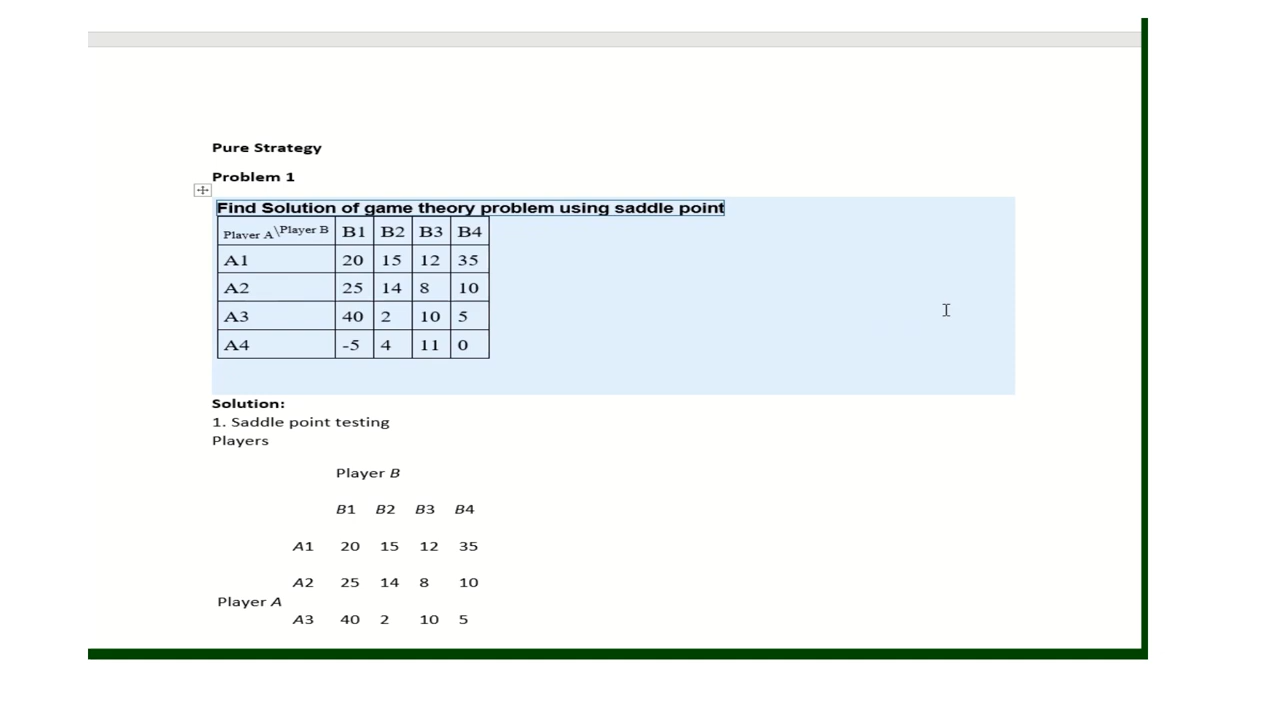 Pure Strategy
Problem 1
Find Solution of game theory problem using saddle point
Player A\Player B B1 B2 B3 B4
A1 20 15 12 35
A2 25 14 8 10
A3 40 2 10 5
A4 -5 4 11 0
Solution:
1. Saddle point testing
Players
Player B
B1 B2 B3 B4
A1 20 15 12 35
A2 25 14 8 10
Player A
A3 40 2 10 5